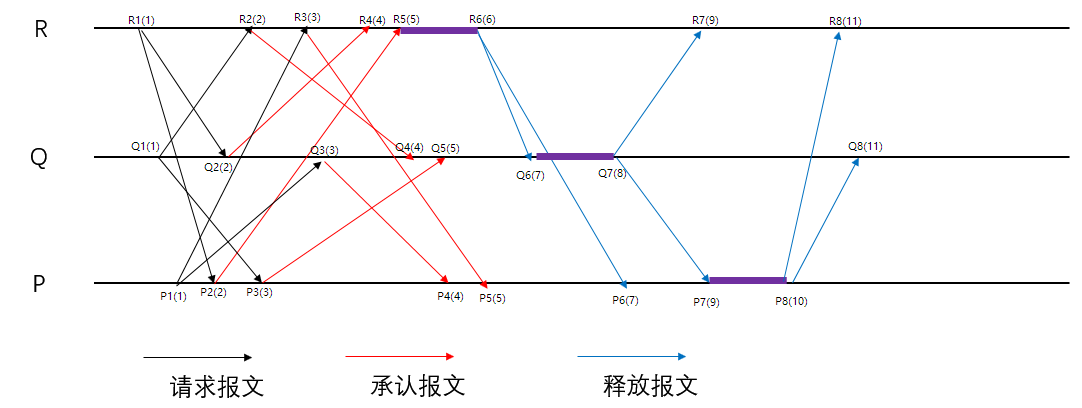 R R1(1) R2(2) R3(3) R4(4) R5(5) R6(6) R7(9) R8(11)
Q Q1(1) Q2(2) Q3(3) Q4(4) Q5(5) Q6(7) Q7(8) Q8(11)
P P1(1) P2(2) P3(3) P4(4) P5(5) P6(7) P7(9) P8(10)
请求报文 承认报文 释放报文